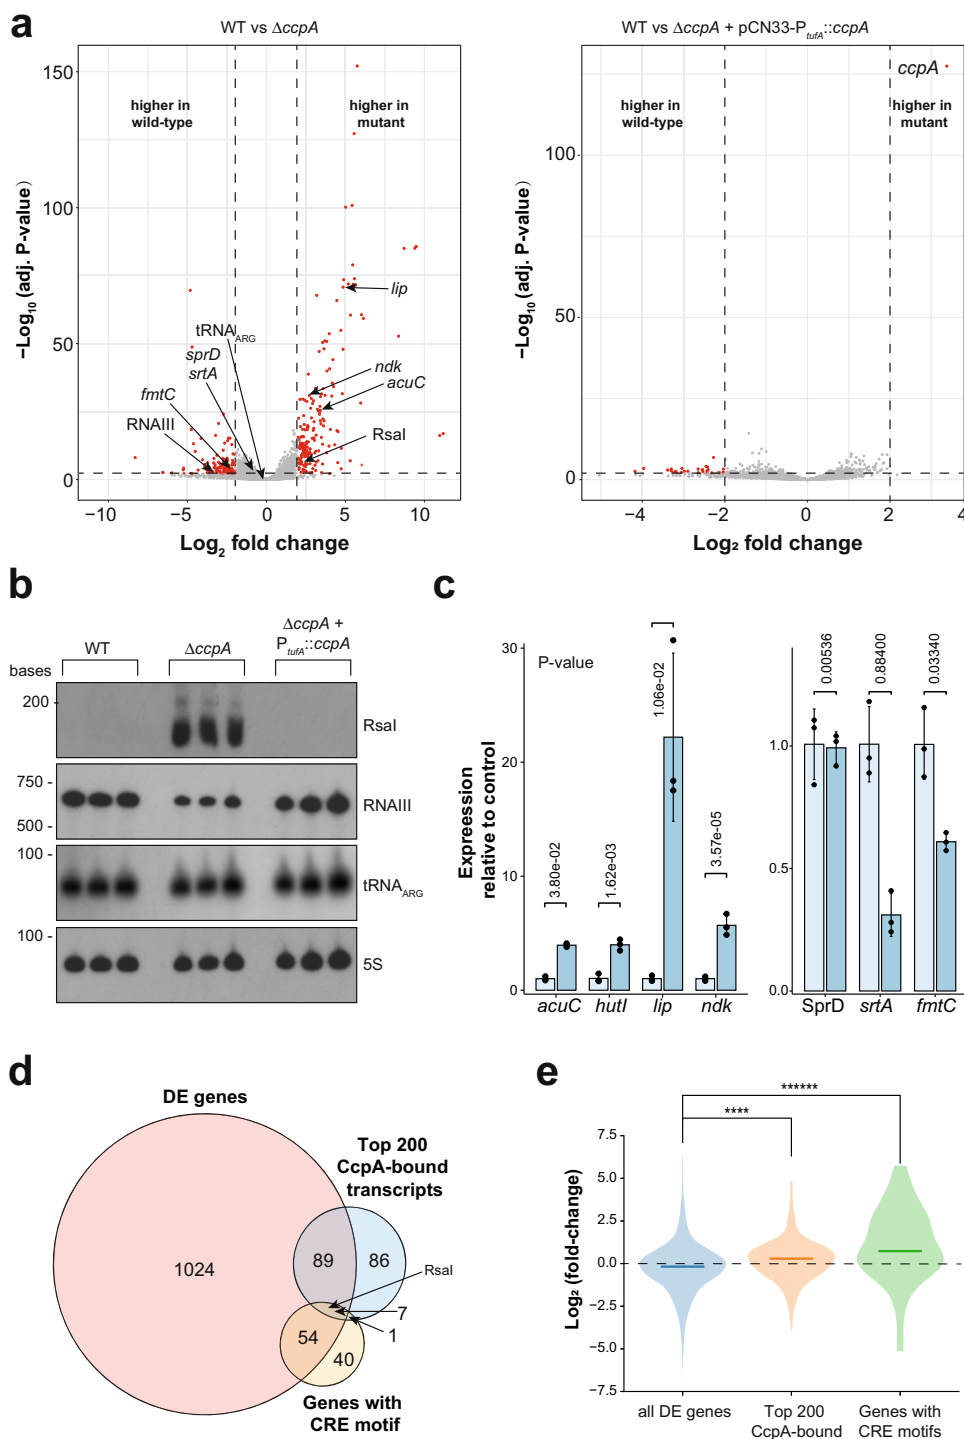 a
WT vs ΔccpA
WT vs ΔccpA + pCN33-PtufA::ccpA
−Log10 (adj. P-value)
150
100
50
0
higher in
wild-type
higher in
mutant
lip
tRNAARG
sprD
srtA
fmtC
RNAIII
ndk
acuC
RsaI
−10
−5
0
5
10
Log2 fold change
−Log10 (adj. P-value)
100
50
0
higher in
wild-type
ccpA
higher in
mutant
−4
−2
0
2
4
Log₂ fold change
b
WT
ΔccpA
ΔccpA +
PtufA::ccpA
bases
200
RsaI
750 -
500 -
RNAIII
100 -
tRNAARG
100 -
5S
c
Expreession
relative to control
30
20
10
0
P-value
3.80e-02
1.62e-03
1.06e-02
3.57e-05
acuC hutI lip ndk
1.0
0.5
0.0
0.00536
0.88400
0.03340
SprD srtA fmtC
d
DE genes
Top 200
CcpA-bound
transcripts
1024
89
86
RsaI
7
1
54
40
Genes with
CRE motif
e
******
****
Log₂ (fold-change)
7.5
5.0
2.5
0.0
−2.5
−5.0
−7.5
all DE genes
Top 200
CcpA-bound
Genes with
CRE motifs